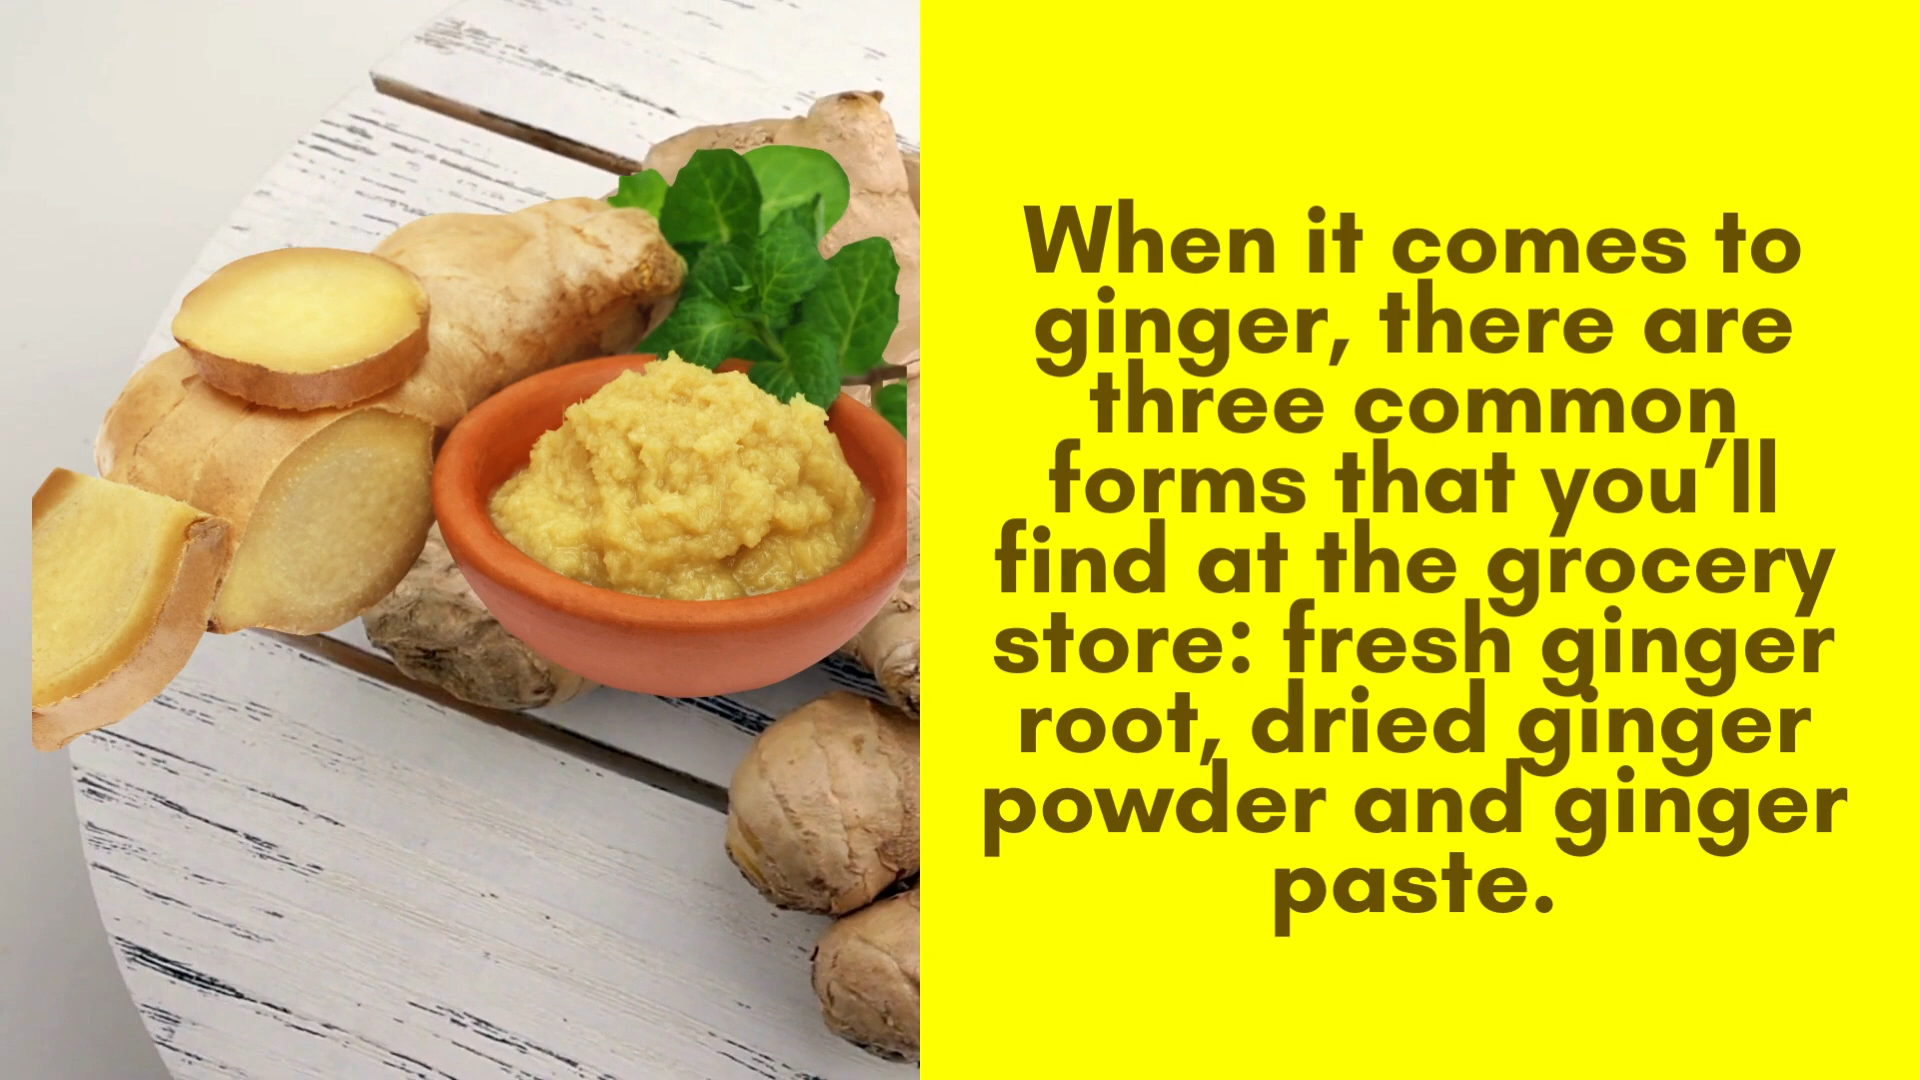 When it comes to
ginger, there are
three common
forms that you’ll
find at the grocery
store: fresh ginger
root, dried ginger
powder and ginger
paste.